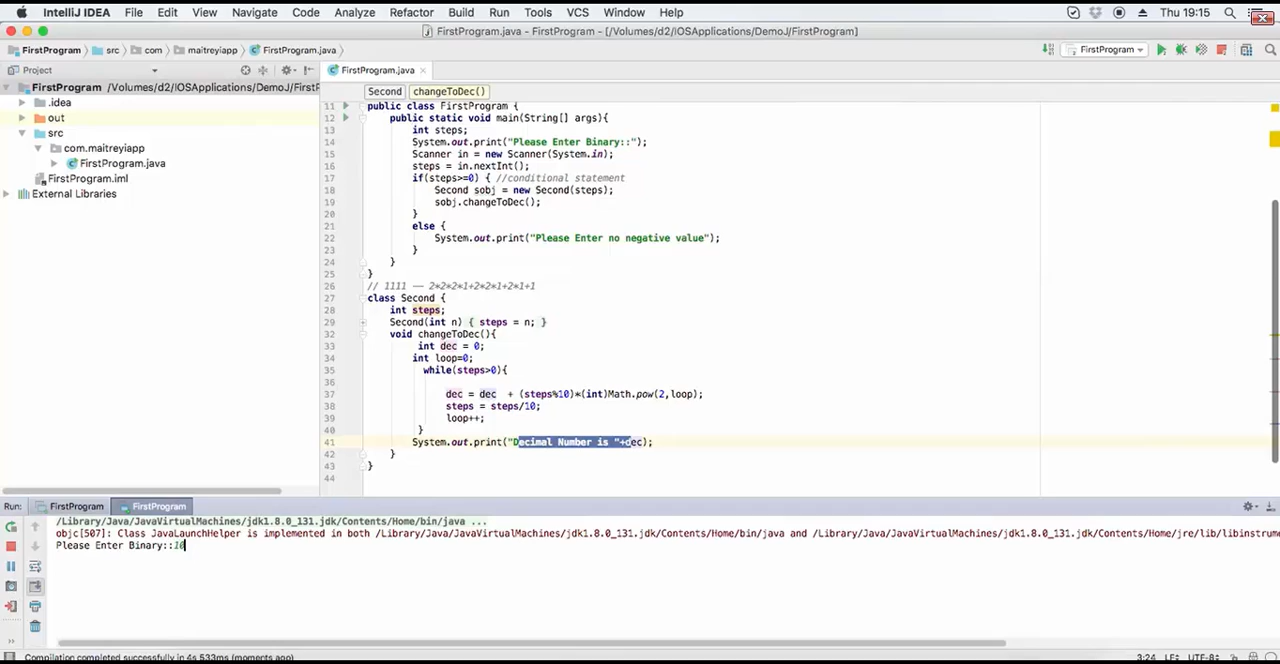 IntelliJ IDEA File Edit View Navigate Code Analyze Refactor Build Run Tools VCS Window Help Thu 19:15
FirstProgram.java - FirstProgram - [/Volumes/d2/IOSApplications/DemoJ/FirstProgram]
FirstProgram src com maitreyiapp FirstProgram.java FirstProgram
Project FirstProgram.java
FirstProgram /Volumes/d2/IOSApplications/DemoJ/FirstP
.idea
out
src
com.maitreyiapp
FirstProgram.java
FirstProgram.iml
External Libraries
Second changeToDec()
11 public class FirstProgram {
12 public static void main(String[] args){
13 int steps;
14 System.out.print("Please Enter Binary::");
15 Scanner in = new Scanner(System.in);
16 steps = in.nextInt();
17 if(steps>=0) { //conditional statement
18 Second sobj = new Second(steps);
19 sobj.changeToDec();
20 }
21 else {
22 System.out.print("Please Enter no negative value");
23 }
24 }
25 }
26 // 1111 —— 2*2*2*1+2*2*1+2*1+1
27 class Second {
28 int steps;
29 Second(int n) { steps = n; }
32 void changeToDec(){
33 int dec = 0;
34 int loop=0;
35 while(steps>0){
36
37 dec = dec + (steps%10)*(int)Math.pow(2,loop);
38 steps = steps/10;
39 loop++;
40 }
41 System.out.print("Decimal Number is "+dec);
42 }
43 }
44
Run: FirstProgram FirstProgram
/Library/Java/JavaVirtualMachines/jdk1.8.0_131.jdk/Contents/Home/bin/java ...
objc[507]: Class JavaLaunchHelper is implemented in both /Library/Java/JavaVirtualMachines/jdk1.8.0_131.jdk/Contents/Home/bin/java and /Library/Java/JavaVirtualMachines/jdk1.8.0_131.jdk/Contents/Home/jre/lib/libinstrume
Please Enter Binary::10
Compilation completed successfully in 4s 533ms (moments ago) 3:24 LF UTF-8